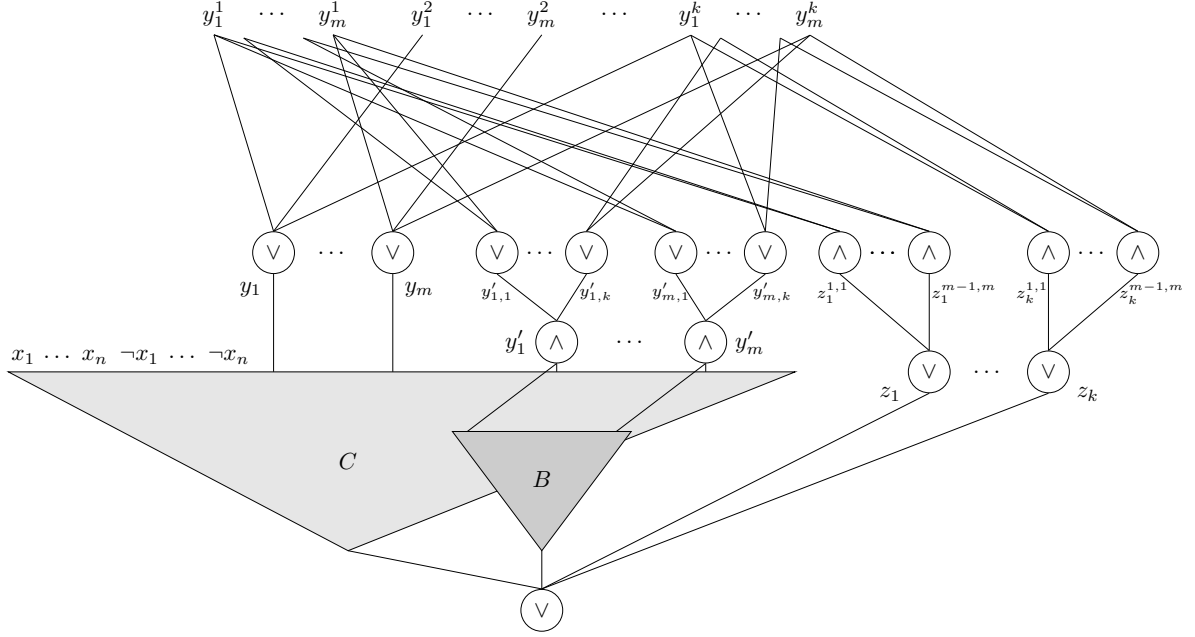 y_1^1 ⋯ y_m^1 y_1^2 ⋯ y_m^2 ⋯ y_1^k ⋯ y_m^k
∨ ⋯ ∨ ∨ ⋯ ∨ ∨ ⋯ ∨ ∧ ⋯ ∧ ∧ ⋯ ∧
y_1 y_m y'_{1,1} y'_{1,k} y'_{m,1} y'_{m,k} z_1^{1,1} z_1^{m-1,m} z_k^{1,1} z_k^{m-1,m}
y'_1 ∧ ⋯ ∧ y'_m
x_1 … x_n ¬x_1 … ¬x_n
∨ ⋯ ∨
z_1 z_k
C
B
∨